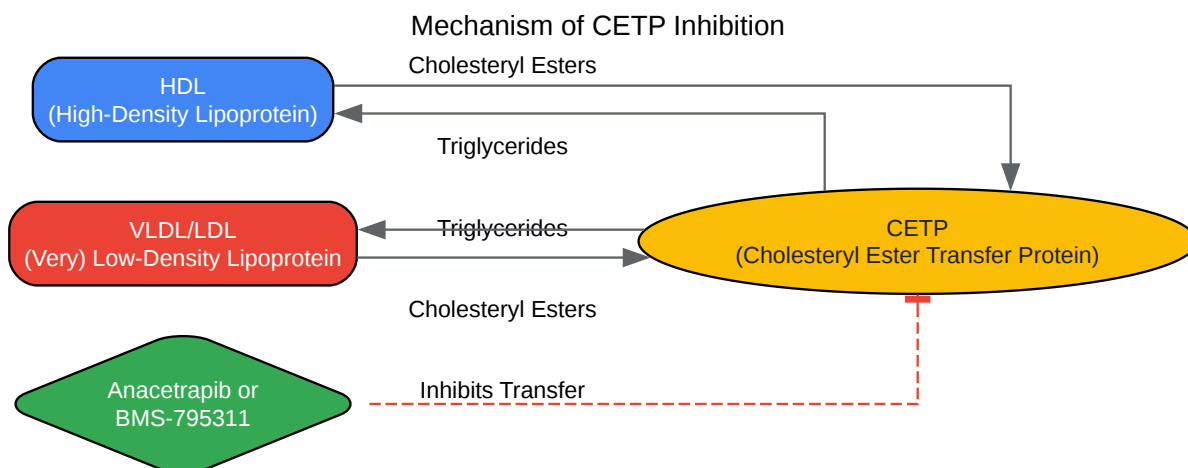 Mechanism of CETP Inhibition
Cholesteryl Esters
HDL
(High-Density Lipoprotein)
Triglycerides
VLDL/LDL
(Very) Low-Density Lipoprotein
Triglycerides
CETP
(Cholesteryl Ester Transfer Protein)
Cholesteryl Esters
Anacetrapib or
BMS-795311
Inhibits Transfer